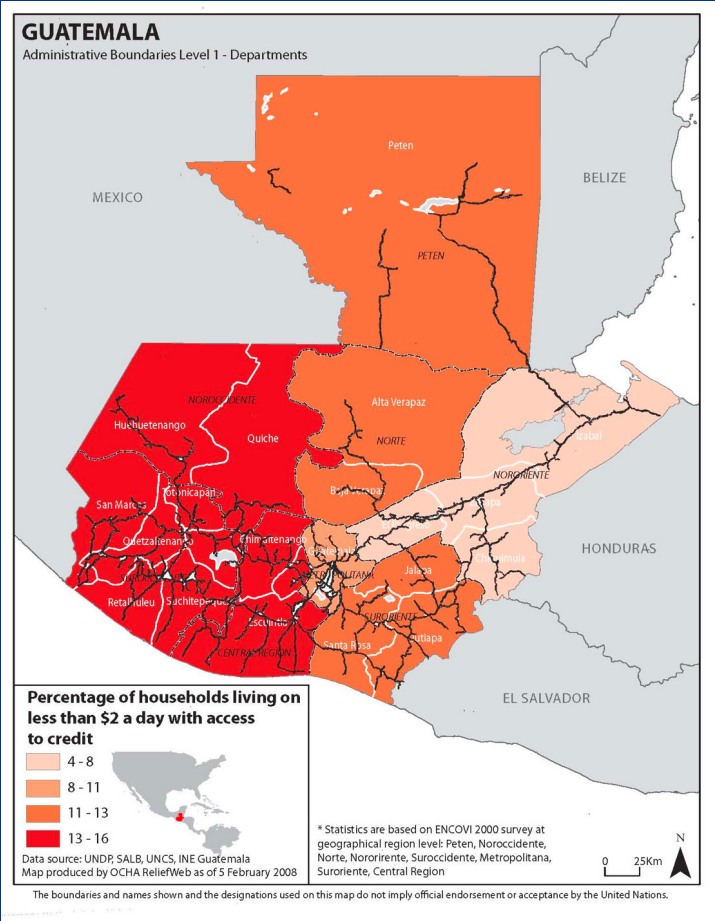 GUATEMALA
Administrative Boundaries Level 1 - Departments
Peten
BELIZE
MEXICO
PETEN
NOROCCIDENTE
Alta Verapaz
Huehuetenango
Quiche
NORTE
Izabal
NORORIENTE
Totonicapan
Baja Verapaz
San Marcos
Quetzaltenango
Chimaltenango
Guatemala
HONDURAS
Chiquimula
Jalapa
Retalhuleu
Suchitepequez
SURORIENTE
Escuintla
Jutiapa
Santa Rosa
CENTRAL REGION
EL SALVADOR
Percentage of households living on
less than $2 a day with access
to credit
4 - 8
8 - 11
11 - 13
13 - 16
Data source: UNDP, SALB, UNCS, INE Guatemala
Map produced by OCHA ReliefWeb as of 5 February 2008
* Statistics are based on ENCOVI 2000 survey at
geographical region level: Peten, Noroccidente,
Norte, Nororirente, Suroccidente, Metropolitana,
Suroriente, Central Region
N
0 25Km
The boundaries and names shown and the designations used on this map do not imply official endorsement or acceptance by the United Nations.